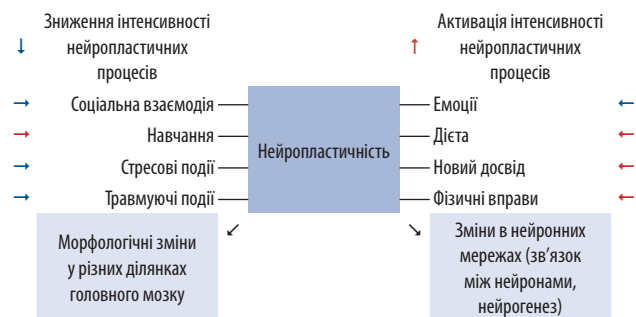 Зниження інтенсивності
нейропластичних
процесів
Активація інтенсивності
нейропластичних
процесів
Соціальна взаємодія
Навчання
Стресові події
Травмуючі події
Нейропластичність
Емоції
Дієта
Новий досвід
Фізичні вправи
Морфологічні зміни
у різних ділянках
головного мозку
Зміни в нейронних
мережах (зв’язок
між нейронами,
нейрогенез)